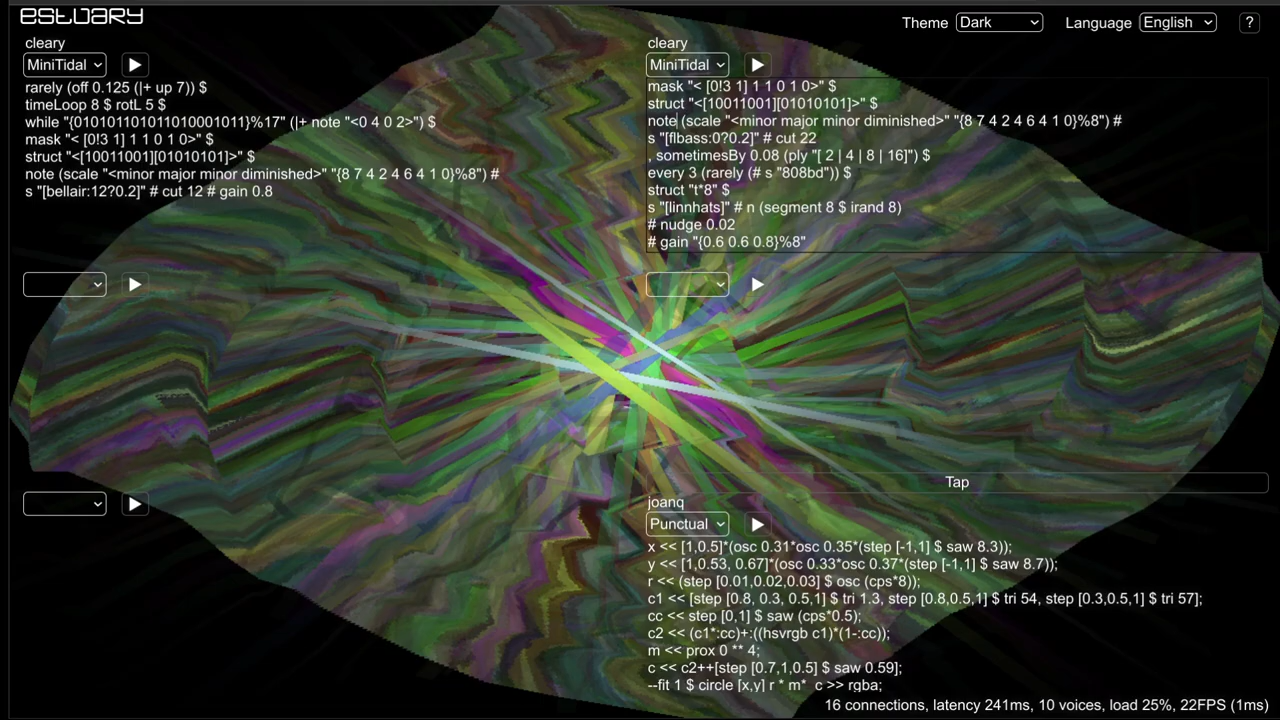 ESTUARY
Theme Dark Language English ?
cleary
MiniTidal
rarely (off 0.125 (|+ up 7)) $
timeLoop 8 $ rotL 5 $
while "{010101101011010001011}%17" (|+ note "<0 4 0 2>") $
mask "< [0!3 1] 1 1 0 1 0>" $
struct "<[10011001][01010101]>" $
note (scale "<minor major minor diminished>" "{8 7 4 2 4 6 4 1 0}%8") #
s "[bellair:12?0.2]" # cut 12 # gain 0.8
cleary
MiniTidal
mask "< [0!3 1] 1 1 0 1 0>" $
struct "<[10011001][01010101]>" $
note (scale "<minor major minor diminished>" "{8 7 4 2 4 6 4 1 0}%8") #
s "[flbass:0?0.2]" # cut 22
, sometimesBy 0.08 (ply "[ 2 | 4 | 8 | 16]") $
every 3 (rarely (# s "808bd")) $
struct "t*8" $
s "[linnhats]" # n (segment 8 $ irand 8)
# nudge 0.02
# gain "{0.6 0.6 0.8}%8"
Tap
joanq
Punctual
x << [1,0.5]*(osc 0.31*osc 0.35*(step [-1,1] $ saw 8.3));
y << [1,0.53, 0.67]*(osc 0.33*osc 0.37*(step [-1,1] $ saw 8.7));
r << (step [0.01,0.02,0.03] $ osc (cps*8));
c1 << [step [0.8, 0.3, 0.5,1] $ tri 1.3, step [0.8,0.5,1] $ tri 54, step [0.3,0.5,1] $ tri 57];
cc << step [0,1] $ saw (cps*0.5);
c2 << (c1*:cc)+:((hsvrgb c1)*(1-:cc));
m << prox 0 ** 4;
c << c2++[step [0.7,1,0.5] $ saw 0.59];
--fit 1 $ circle [x,y] r * m* c >> rgba;
16 connections, latency 241ms, 10 voices, load 25%, 22FPS (1ms)